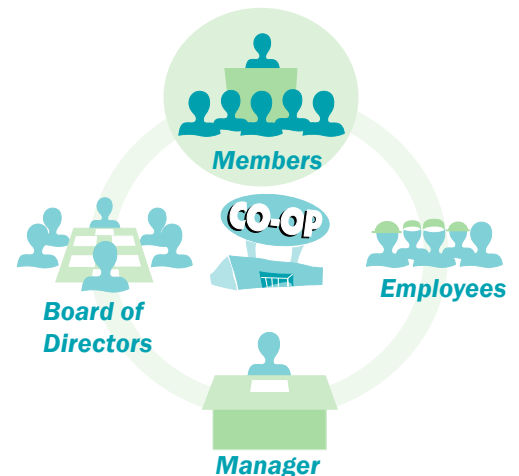 Members
CO-OP
Board of
Directors
Employees
Manager